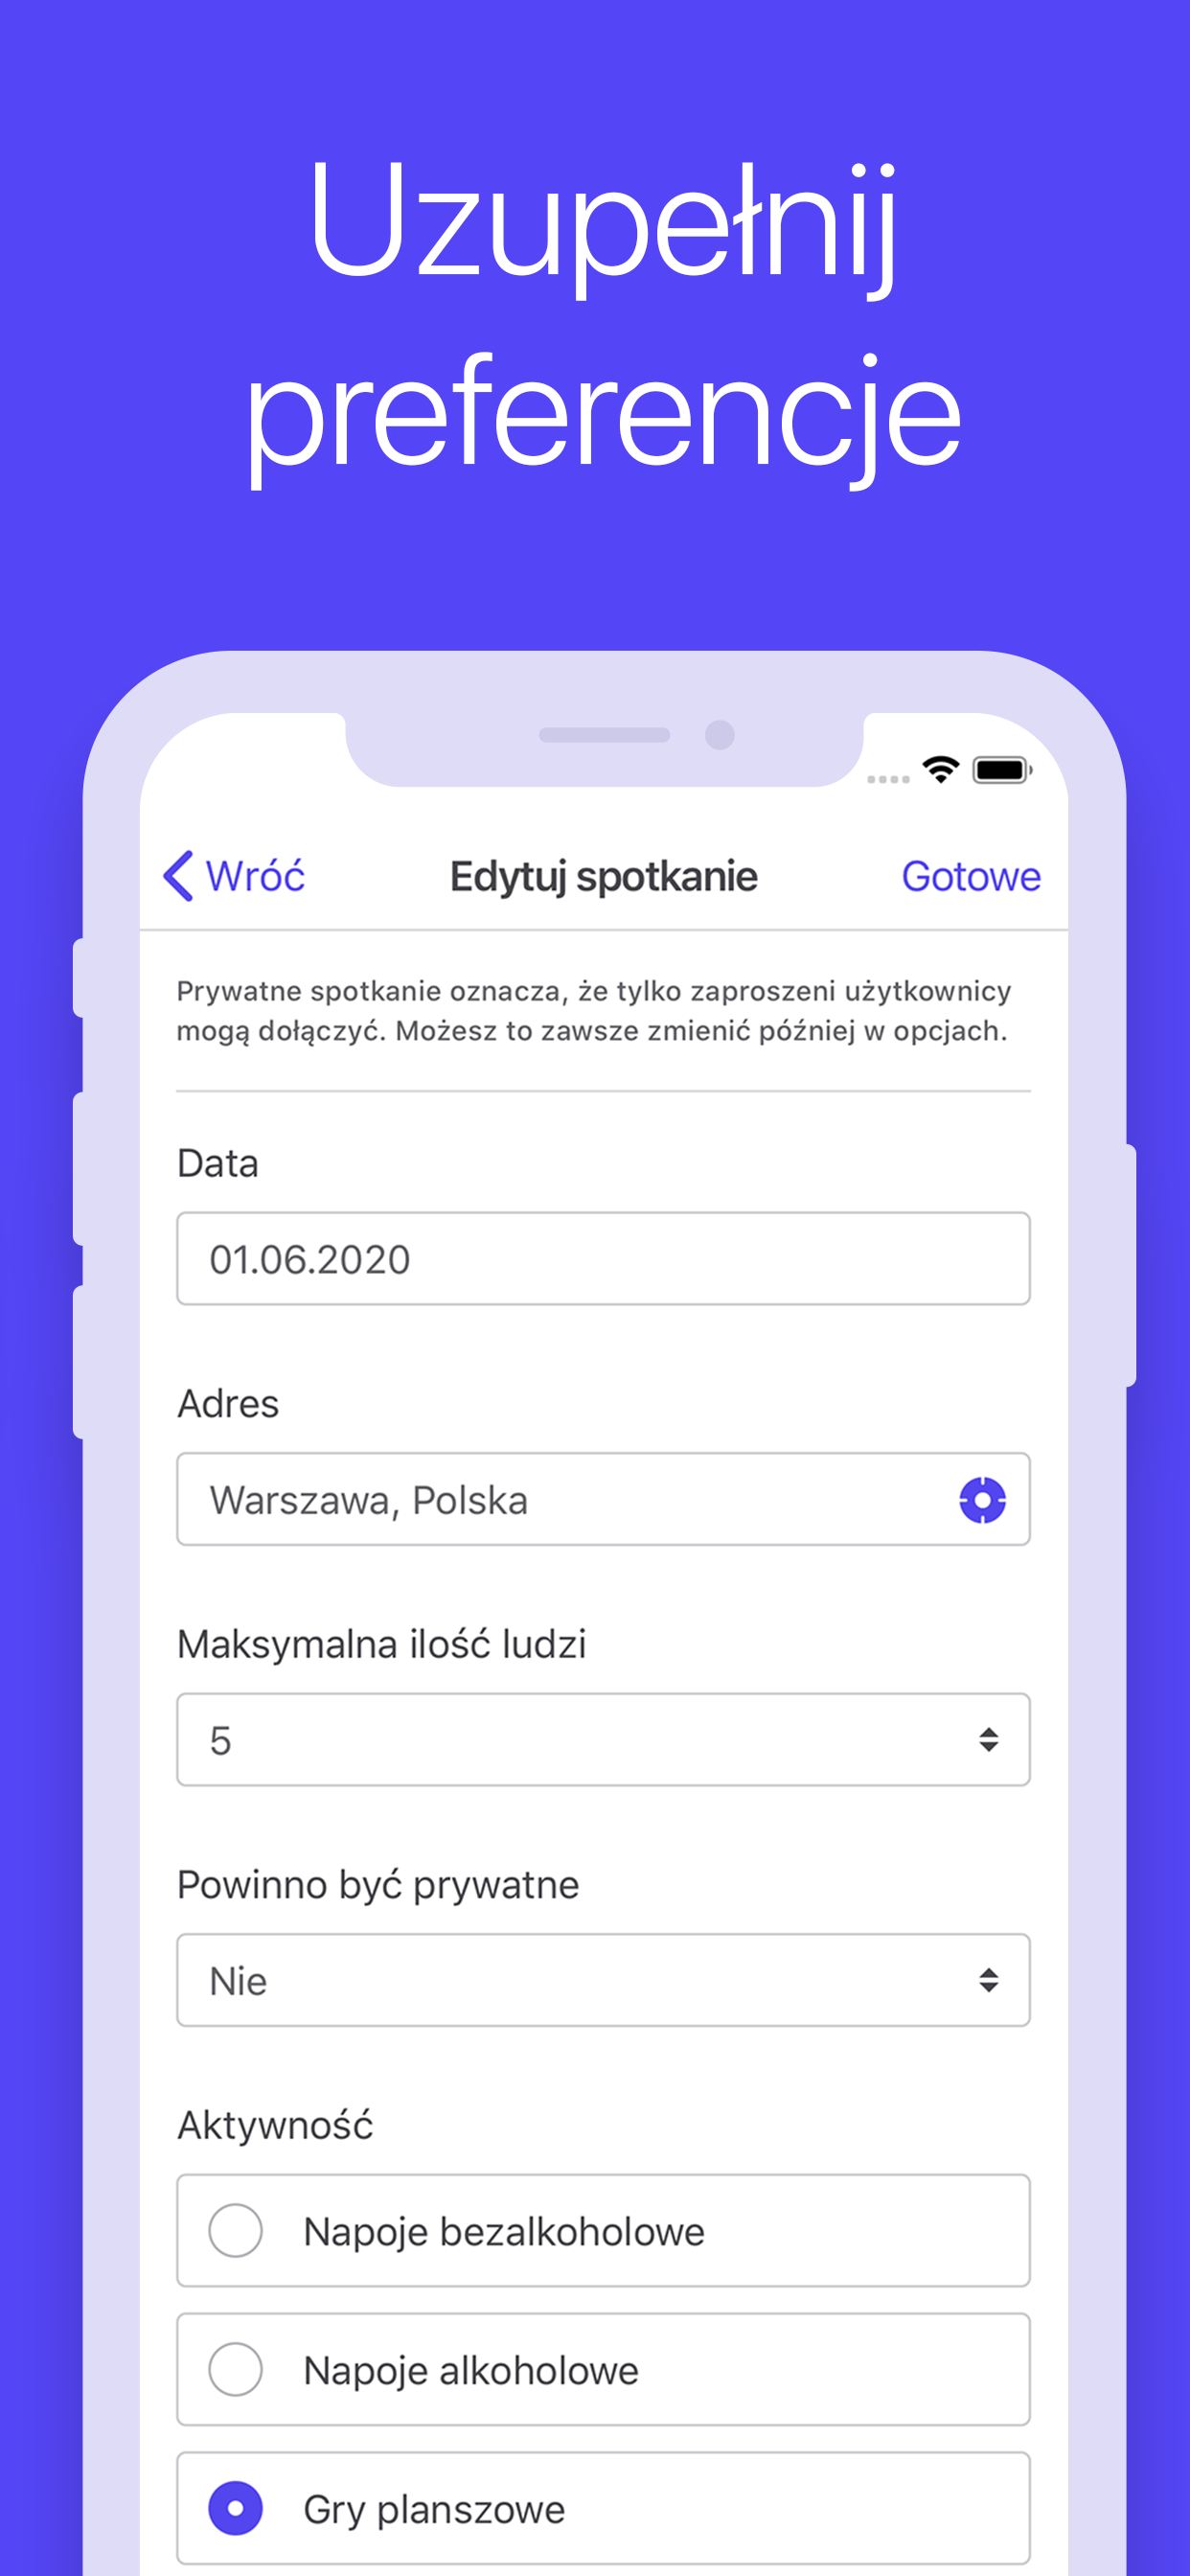 Uzupełnij
preferencje
Wróć
Edytuj spotkanie
Gotowe
Prywatne spotkanie oznacza, że tylko zaproszeni użytkownicy
mogą dołączyć. Możesz to zawsze zmienić później w opcjach.
Data
01.06.2020
Adres
Warszawa, Polska
Maksymalna ilość ludzi
5
Powinno być prywatne
Nie
Aktywność
Napoje bezalkoholowe
Napoje alkoholowe
Gry planszowe